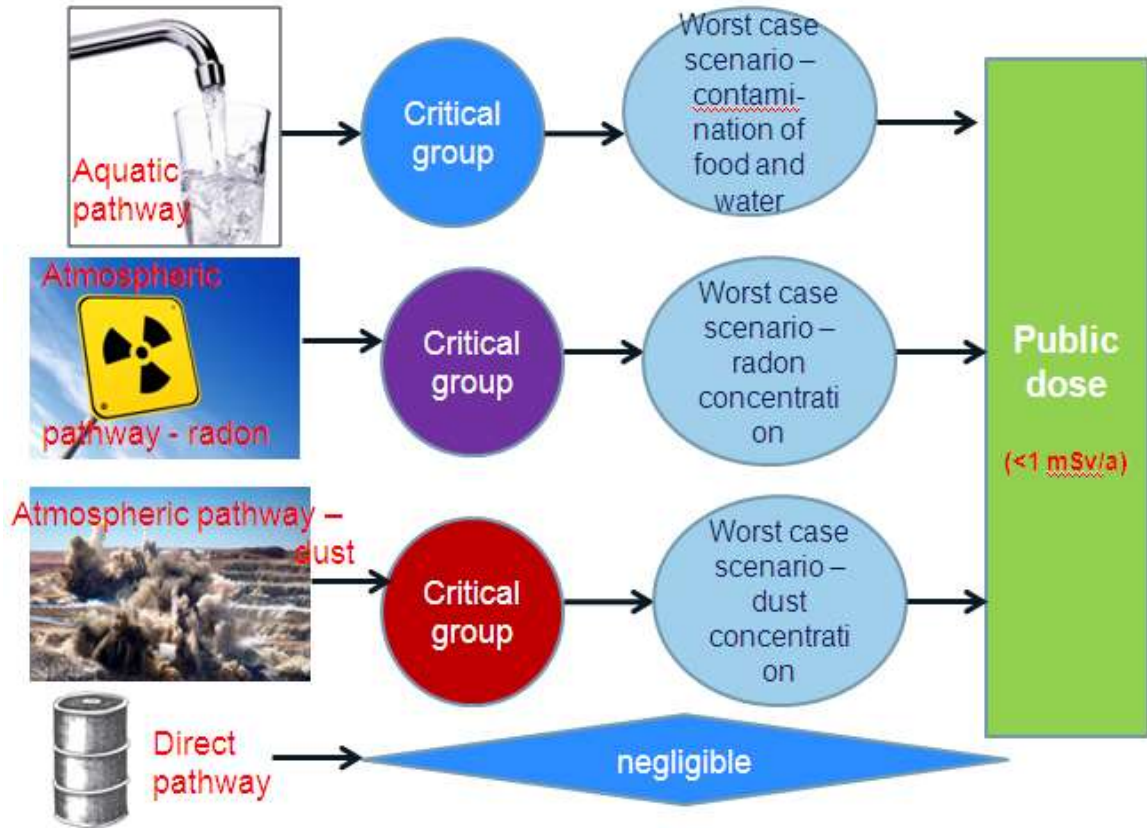 Aquatic
pathway
Critical
group
Worst case
scenario –
contami-
nation of
food and
water
Atmospheric
pathway - radon
Critical
group
Worst case
scenario –
radon
concentrati
on
Atmospheric pathway –
dust
Critical
group
Worst case
scenario –
dust
concentrati
on
Direct
pathway
negligible
Public
dose
(<1 mSv/a)